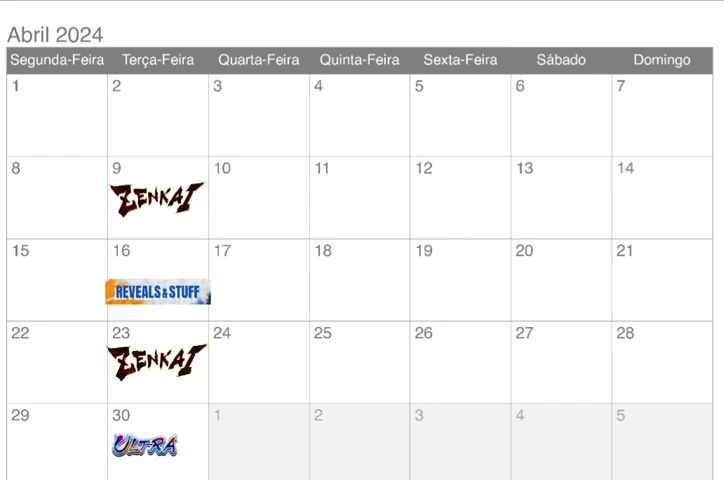 Abril 2024
Segunda-Feira Terça-Feira Quarta-Feira Quinta-Feira Sexta-Feira Sábado Domingo
1 2 3 4 5 6 7
8 9 10 11 12 13 14
ZENKAI
15 16 17 18 19 20 21
REVEALS & STUFF
22 23 24 25 26 27 28
ZENKAI
29 30 1 2 3 4 5
ULTRA